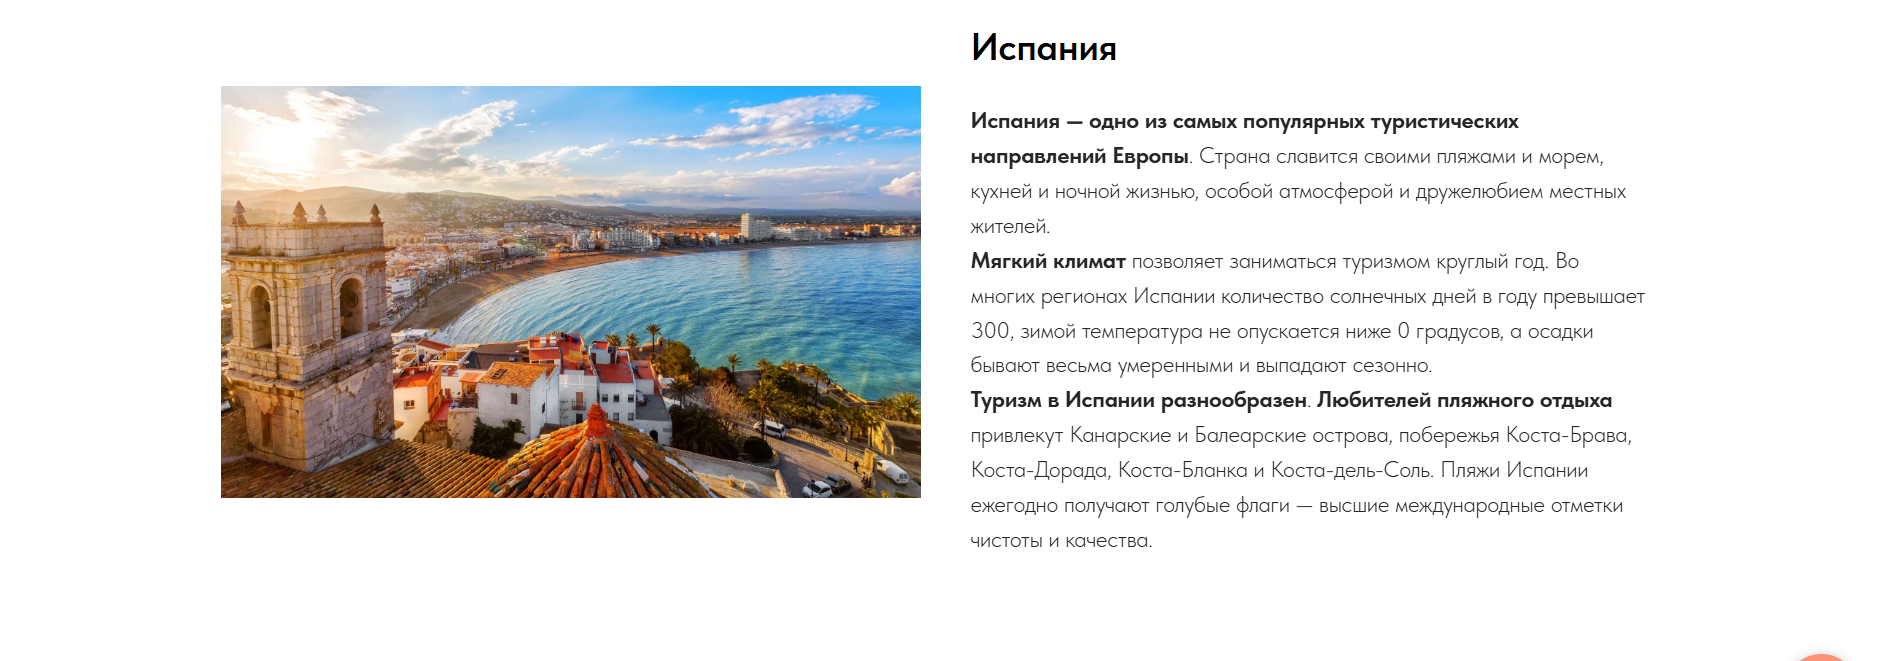 Испания
Испания — одно из самых популярных туристических
направлений Европы. Страна славится своими пляжами и морем,
кухней и ночной жизнью, особой атмосферой и дружелюбием местных
жителей.
Мягкий климат позволяет заниматься туризмом круглый год. Во
многих регионах Испании количество солнечных дней в году превышает
300, зимой температура не опускается ниже 0 градусов, а осадки
бывают весьма умеренными и выпадают сезонно.
Туризм в Испании разнообразен. Любителей пляжного отдыха
привлекут Канарские и Балеарские острова, побережья Коста-Брава,
Коста-Дорада, Коста-Бланка и Коста-дель-Соль. Пляжи Испании
ежегодно получают голубые флаги — высшие международные отметки
чистоты и качества.